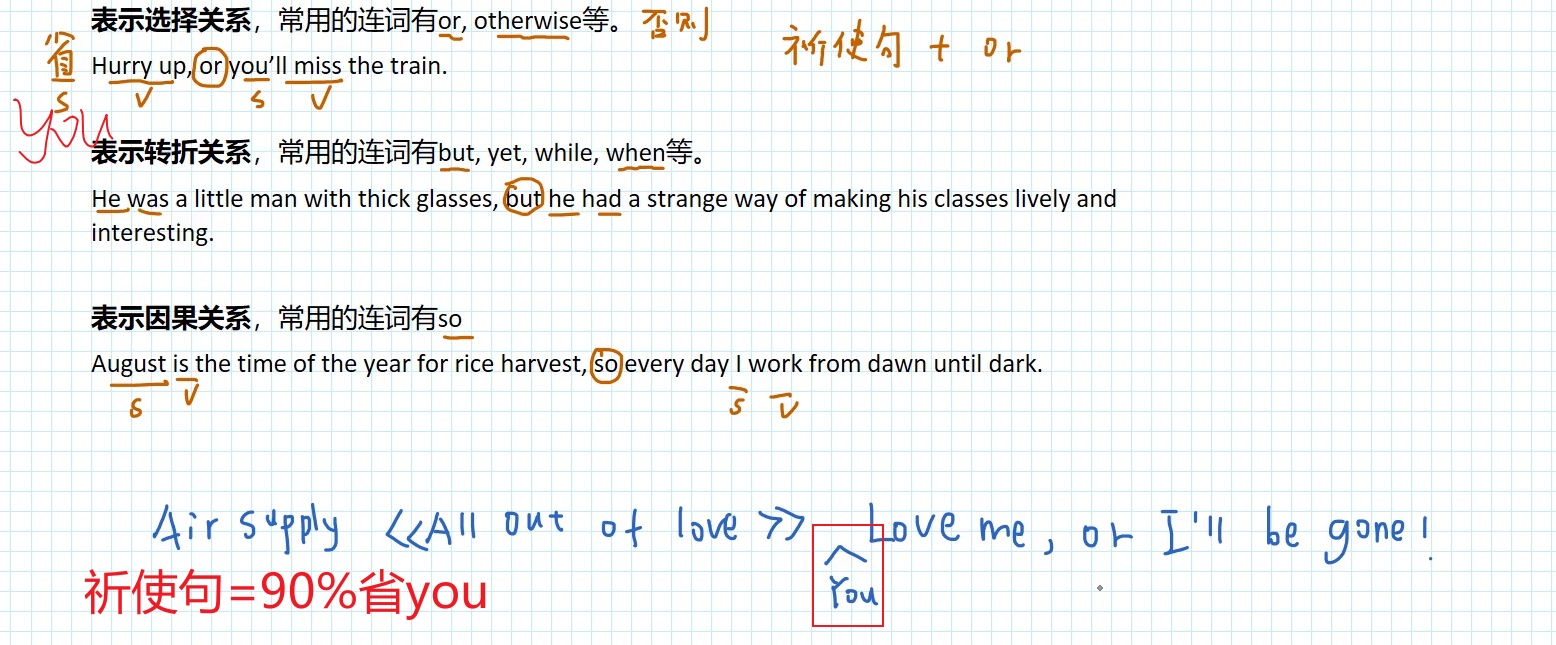 表示选择关系，常用的连词有or, otherwise等。 否则
祈使句 + or
省 Hurry up, or you’ll miss the train.
S V S V
You
表示转折关系，常用的连词有but, yet, while, when等。
He was a little man with thick glasses, but he had a strange way of making his classes lively and
interesting.
表示因果关系，常用的连词有so
August is the time of the year for rice harvest, so every day I work from dawn until dark.
S V S V
Air supply 《All out of love》 Love me, or I'll be gone!
You
祈使句=90%省you